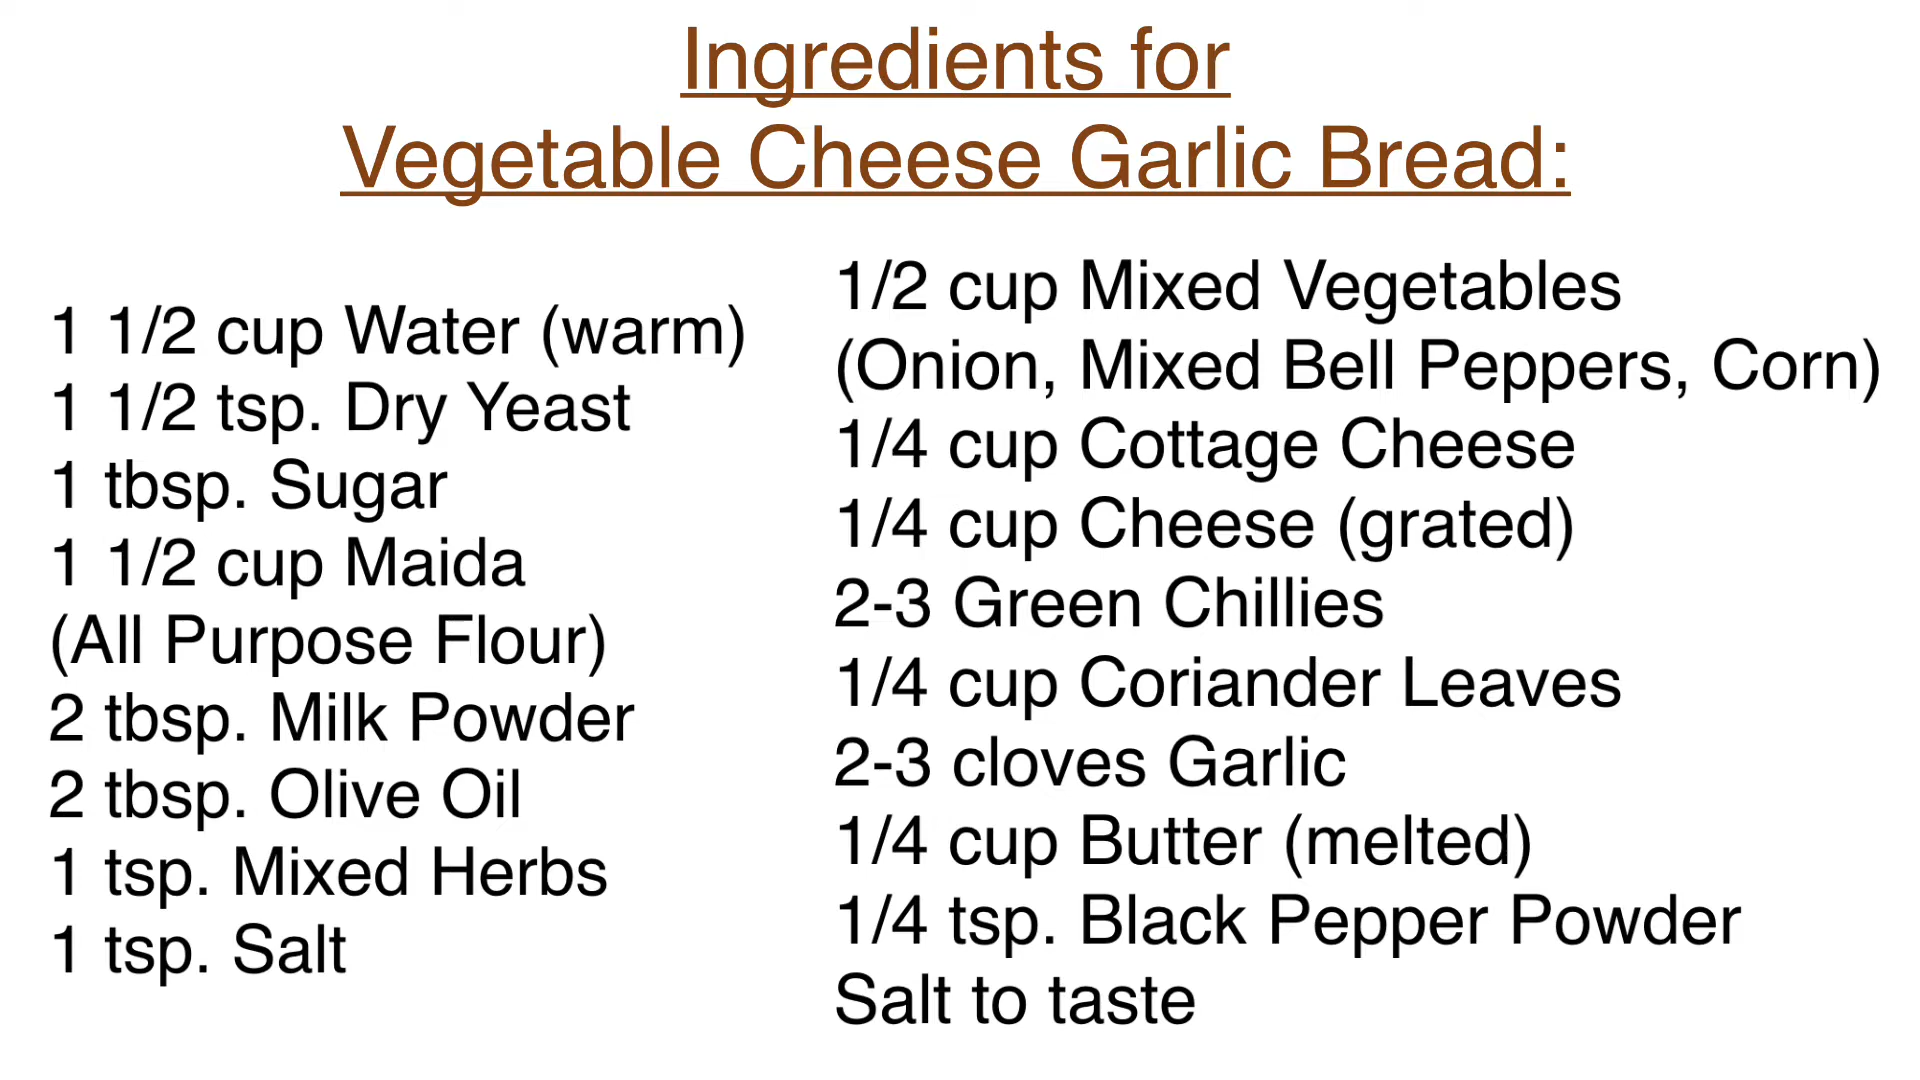 Ingredients for
Vegetable Cheese Garlic Bread:
1 1/2 cup Water (warm)
1 1/2 tsp. Dry Yeast
1 tbsp. Sugar
1 1/2 cup Maida
(All Purpose Flour)
2 tbsp. Milk Powder
2 tbsp. Olive Oil
1 tsp. Mixed Herbs
1 tsp. Salt
1/2 cup Mixed Vegetables
(Onion, Mixed Bell Peppers, Corn)
1/4 cup Cottage Cheese
1/4 cup Cheese (grated)
2-3 Green Chillies
1/4 cup Coriander Leaves
2-3 cloves Garlic
1/4 cup Butter (melted)
1/4 tsp. Black Pepper Powder
Salt to taste